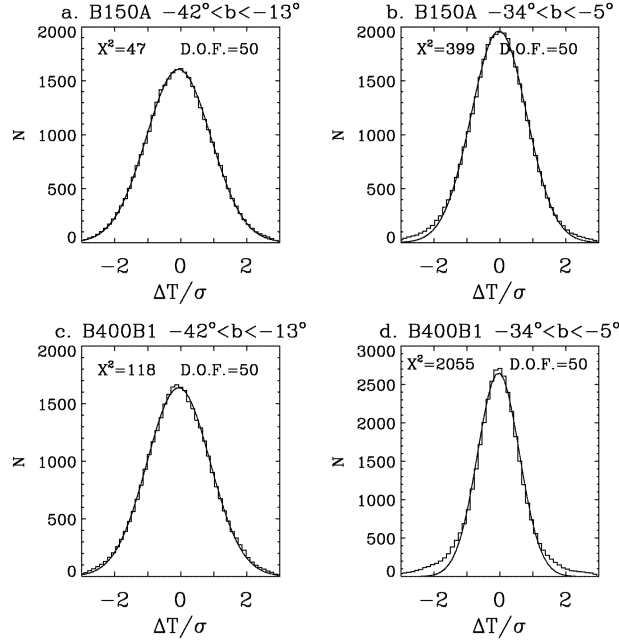 a. B150A −42°<b<−13°
X²=47 D.O.F.=50
2000
1500
1000
500
0
N
−2 0 2
ΔT/σ
b. B150A −34°<b<−5°
X²=399 D.O.F.=50
2000
1500
1000
500
0
N
−2 0 2
ΔT/σ
c. B400B1 −42°<b<−13°
X²=118 D.O.F.=50
2000
1500
1000
500
0
N
−2 0 2
ΔT/σ
d. B400B1 −34°<b<−5°
X²=2055 D.O.F.=50
3000
2500
2000
1500
1000
500
0
N
−2 0 2
ΔT/σ